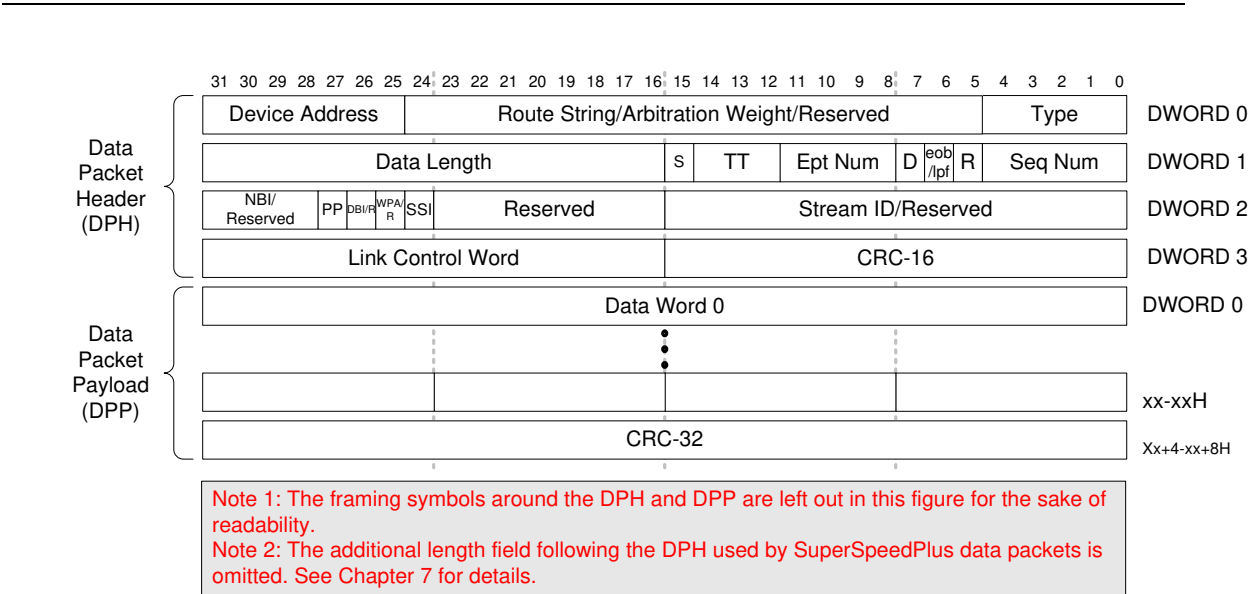 31 30 29 28 27 26 25 24 23 22 21 20 19 18 17 16 15 14 13 12 11 10 9 8 7 6 5 4 3 2 1 0
Device Address Route String/Arbitration Weight/Reserved Type DWORD 0
Data
Packet
Header
(DPH)
Data Length S TT Ept Num D eob
/lpf R Seq Num DWORD 1
NBI/
Reserved PP DBI/R WPA/
R SSI Reserved Stream ID/Reserved DWORD 2
Link Control Word CRC-16 DWORD 3
Data Word 0 DWORD 0
Data
Packet
Payload
(DPP)
xx-xxH
CRC-32 Xx+4-xx+8H
Note 1: The framing symbols around the DPH and DPP are left out in this figure for the sake of
readability.
Note 2: The additional length field following the DPH used by SuperSpeedPlus data packets is
omitted. See Chapter 7 for details.